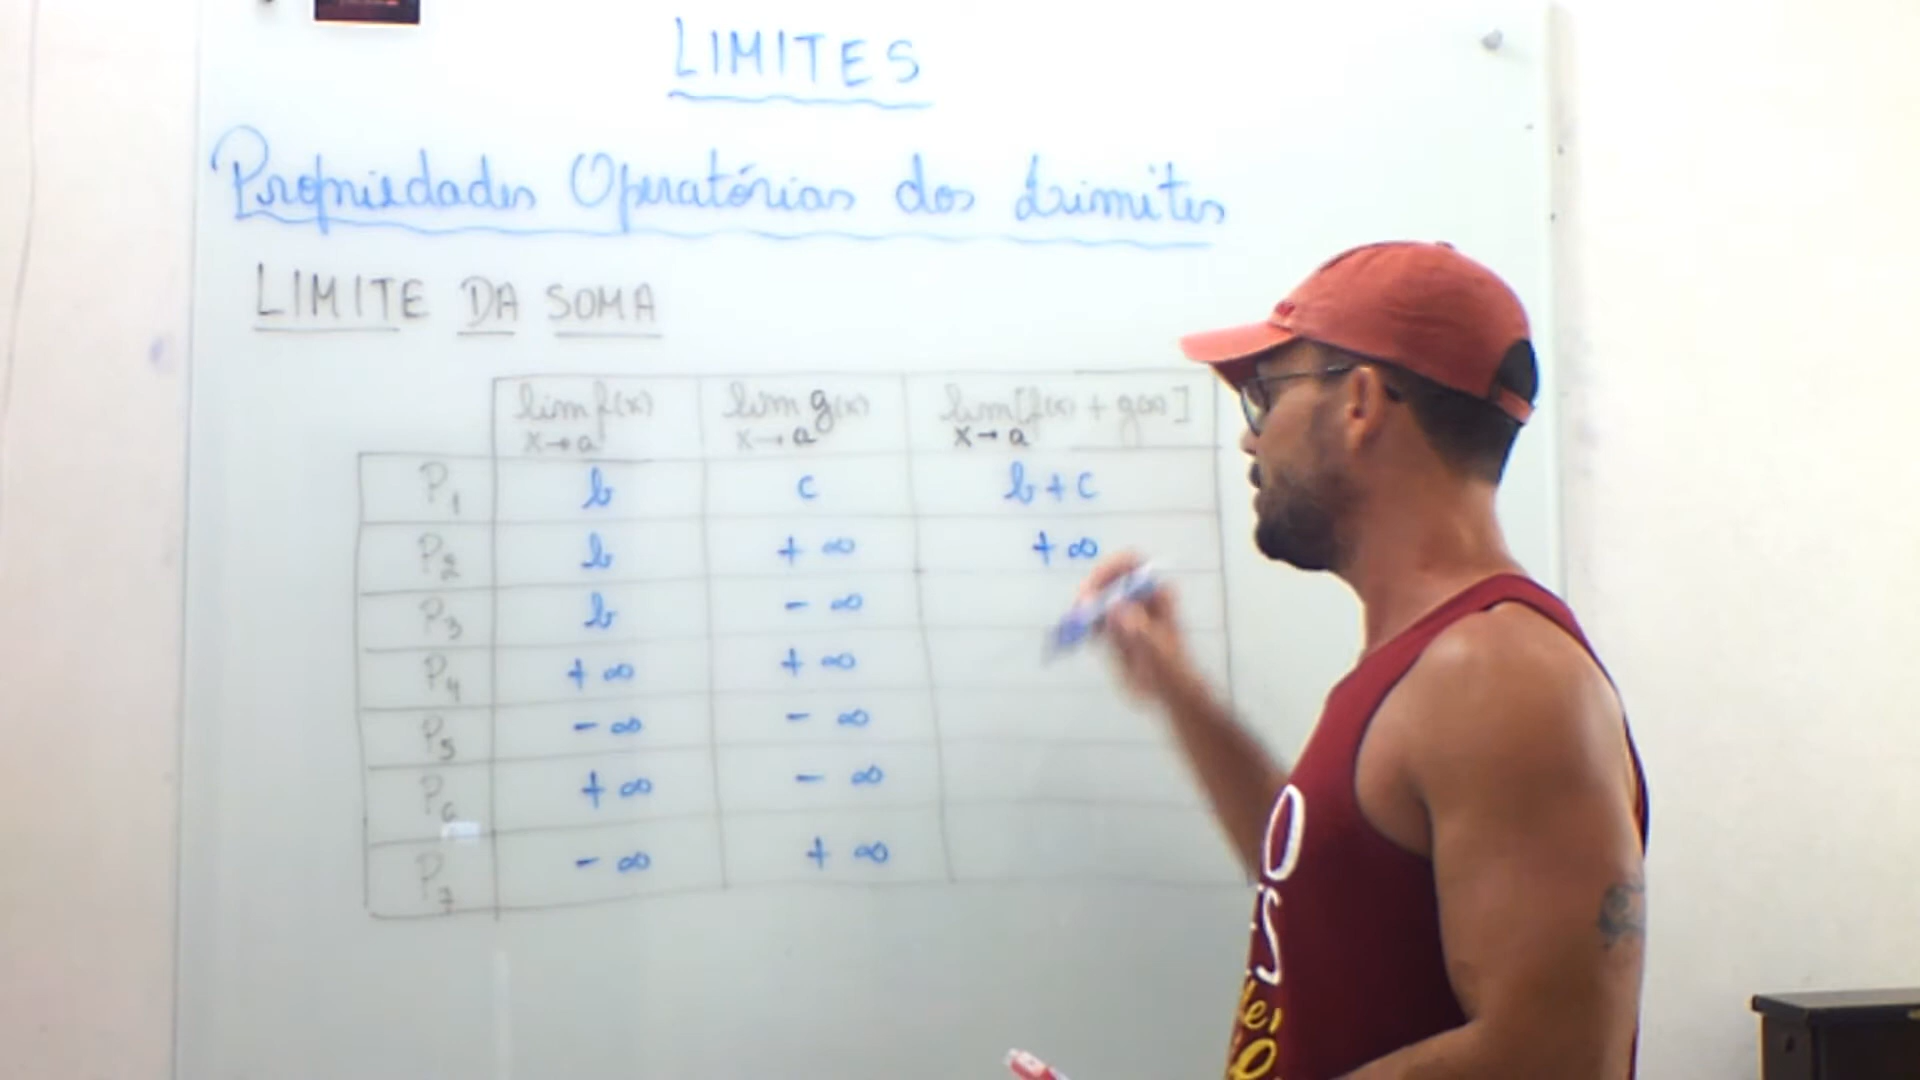 LIMITES
Propriedades Operatórias dos Limites
LIMITE DA SOMA
lim f(x) lim g(x) lim [f(x) + g(x)]
x→a x→a x→a
P1 b c b+c
P2 b +∞ +∞
P3 b -∞
P4 +∞ +∞
P5 -∞ -∞
P6 +∞ -∞
P7 -∞ +∞